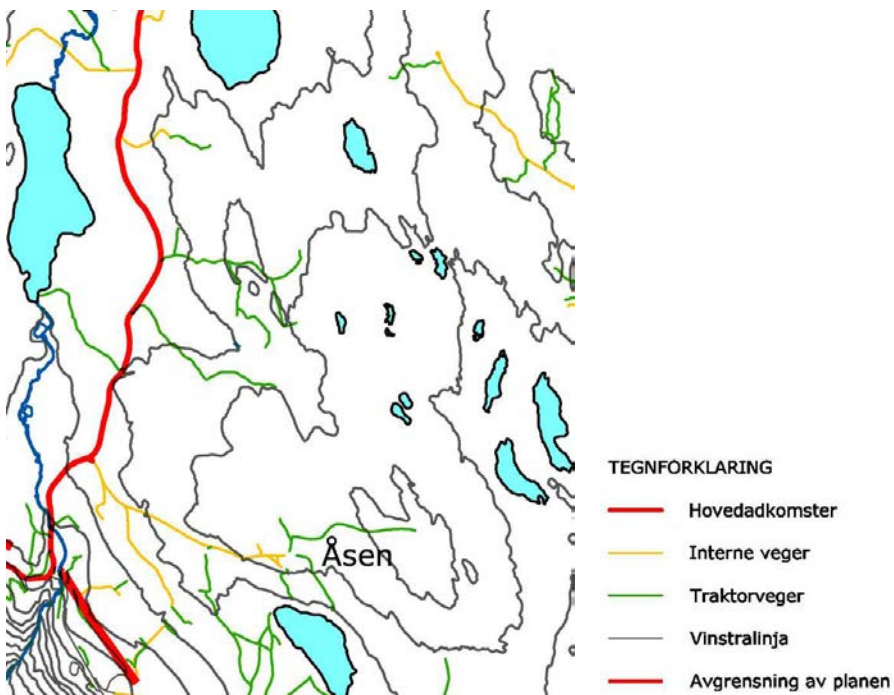 Åsen
TEGNFORKLARING
Hovedadkomster
Interne veger
Traktorveger
Vinstralinja
Avgrensning av planen